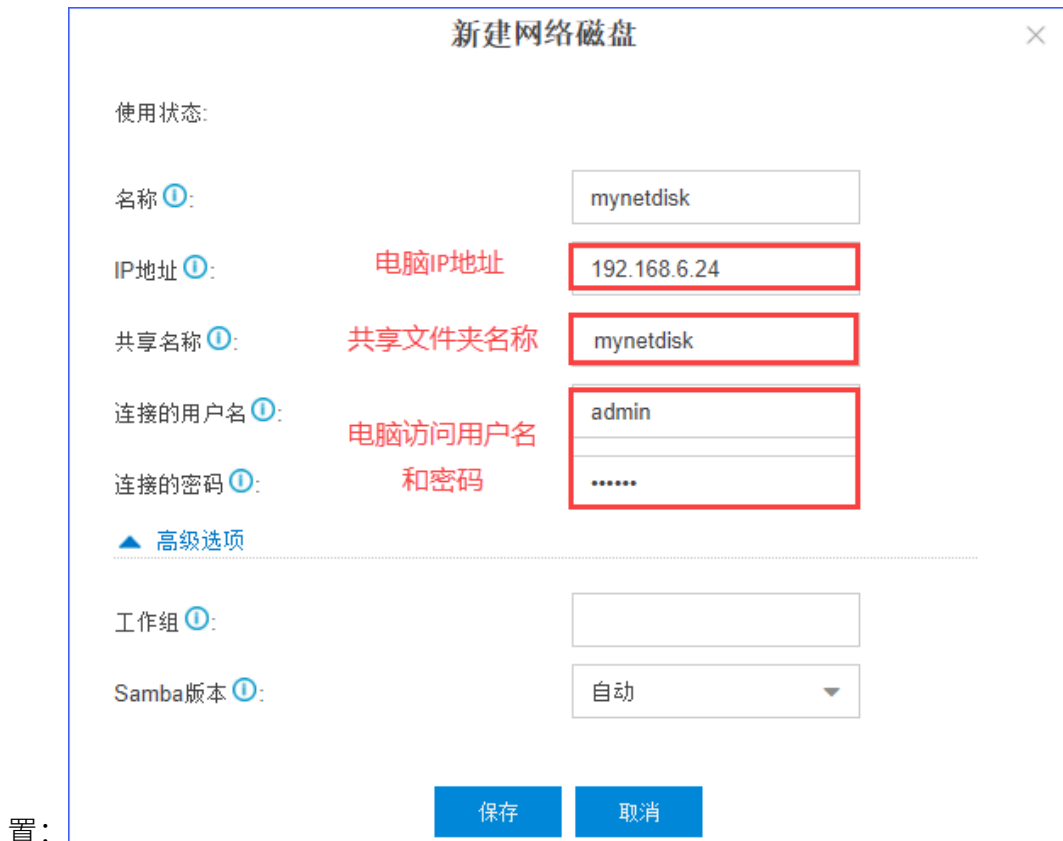 新建网络磁盘
使用状态:
名称 : mynetdisk
IP地址 : 电脑IP地址 192.168.6.24
共享名称 : 共享文件夹名称 mynetdisk
连接的用户名 : admin
电脑访问用户名
和密码
连接的密码 : ••••••
高级选项
工作组 :
Samba版本 : 自动
保存 取消
置：